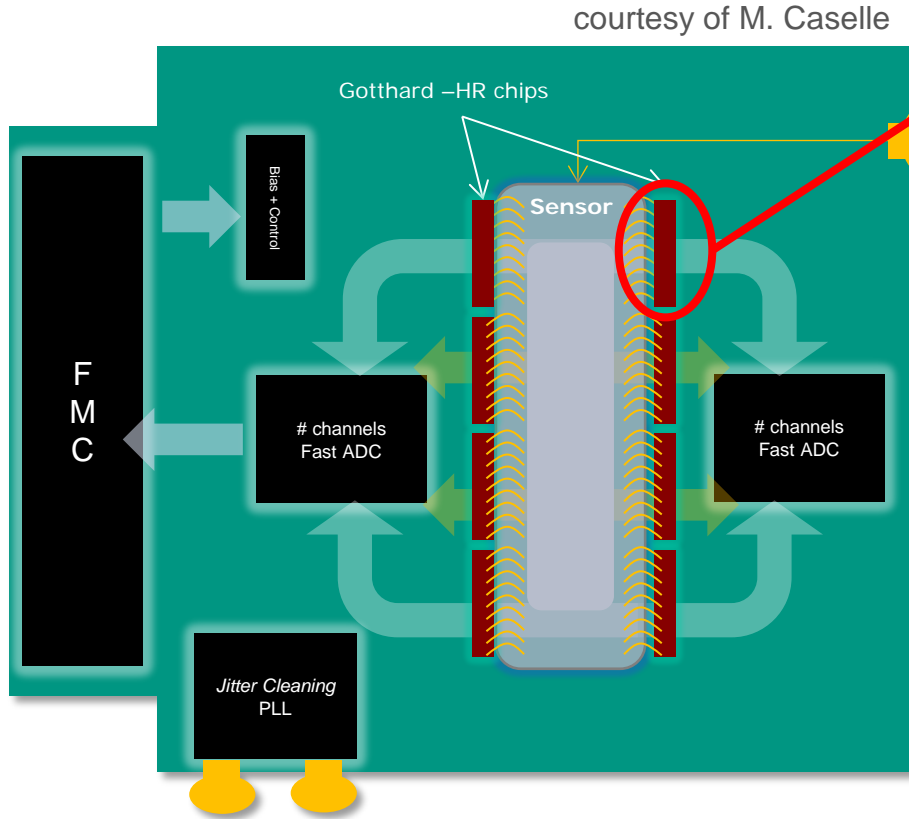 courtesy of M. Caselle
Gotthard –HR chips
Bias + Control
Sensor
F
M
C
# channels
Fast ADC
# channels
Fast ADC
Jitter Cleaning
PLL